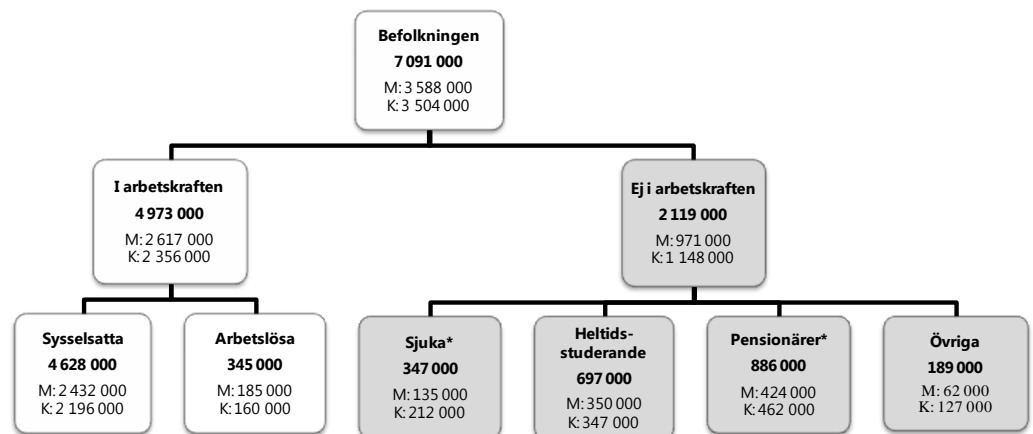 Befolkningen
7 091 000
M: 3 588 000
K: 3 504 000
I arbetskraften
4 973 000
M: 2 617 000
K: 2 356 000
Ej i arbetskraften
2 119 000
M: 971 000
K: 1 148 000
Sysselsatta
4 628 000
M: 2 432 000
K: 2 196 000
Arbetslösa
345 000
M: 185 000
K: 160 000
Sjuka*
347 000
M: 135 000
K: 212 000
Heltids-
studerande
697 000
M: 350 000
K: 347 000
Pensionärer*
886 000
M: 424 000
K: 462 000
Övriga
189 000
M: 62 000
K: 127 000